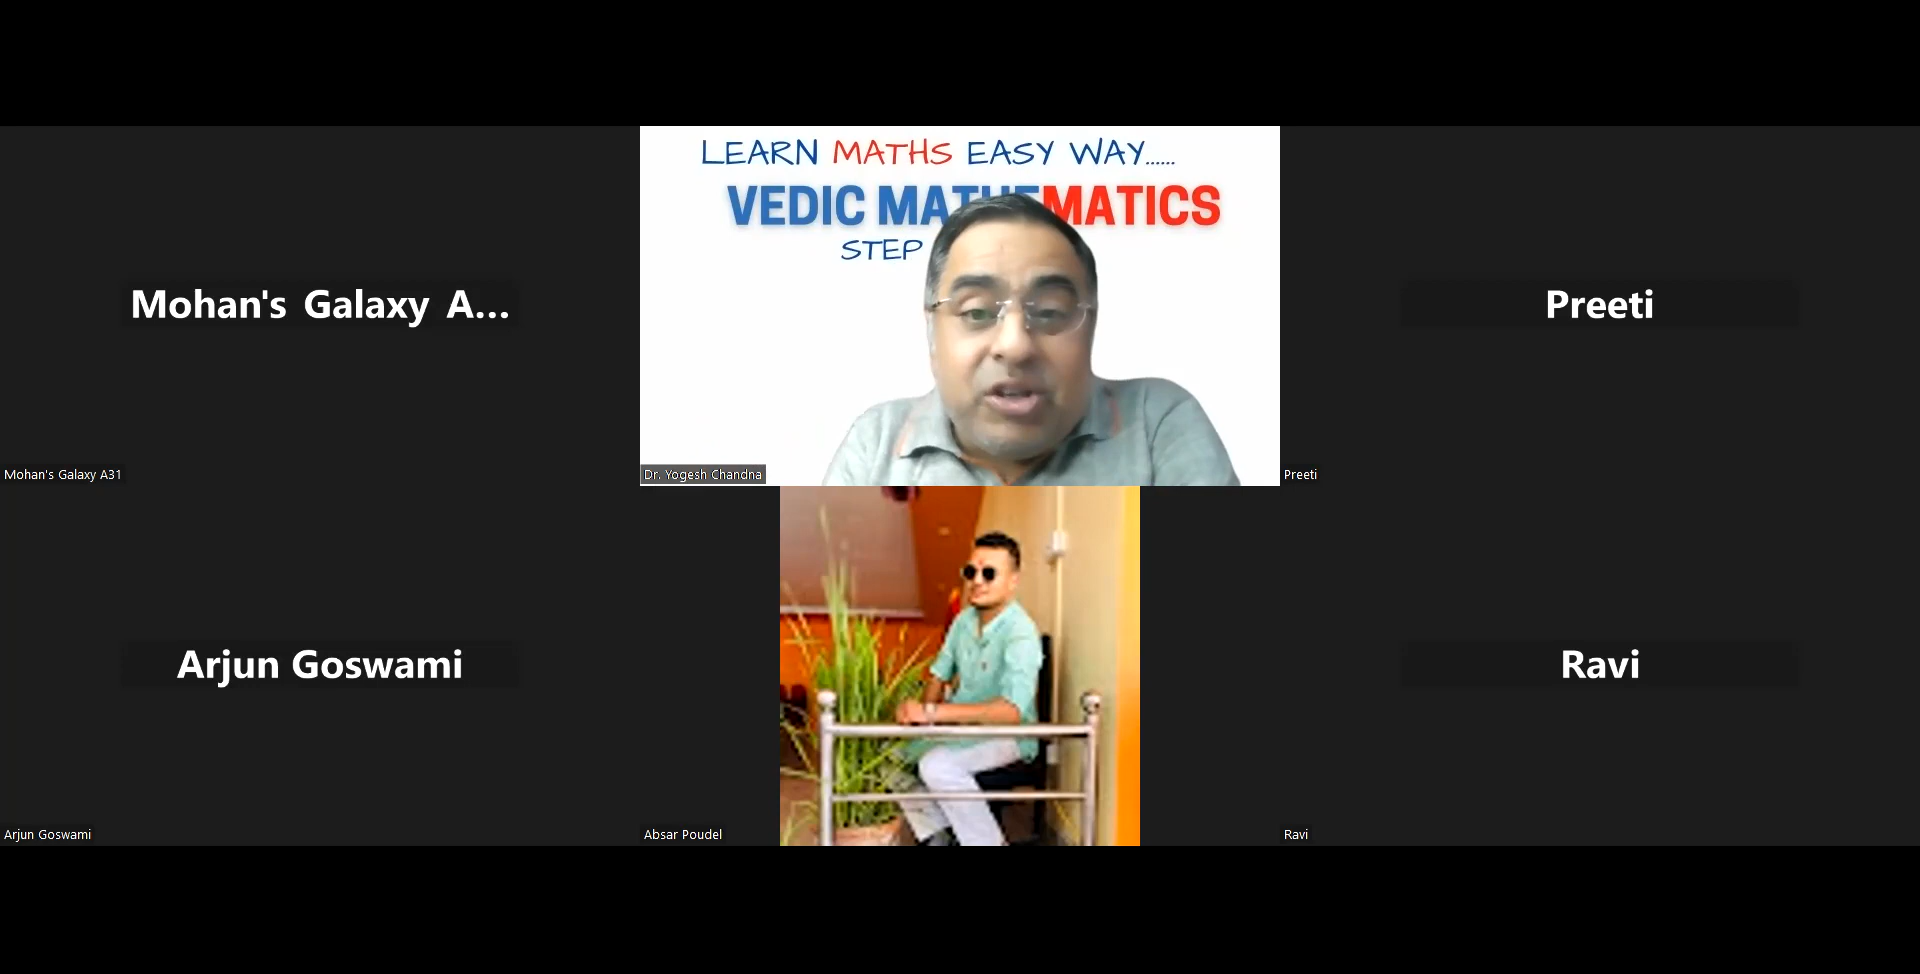 LEARN MATHS EASY WAY......
VEDIC MATHEMATICS
STEP
Mohan's Galaxy A...
Preeti
Mohan's Galaxy A31
Dr. Yogesh Chandna
Preeti
Arjun Goswami
Ravi
Arjun Goswami
Absar Poudel
Ravi